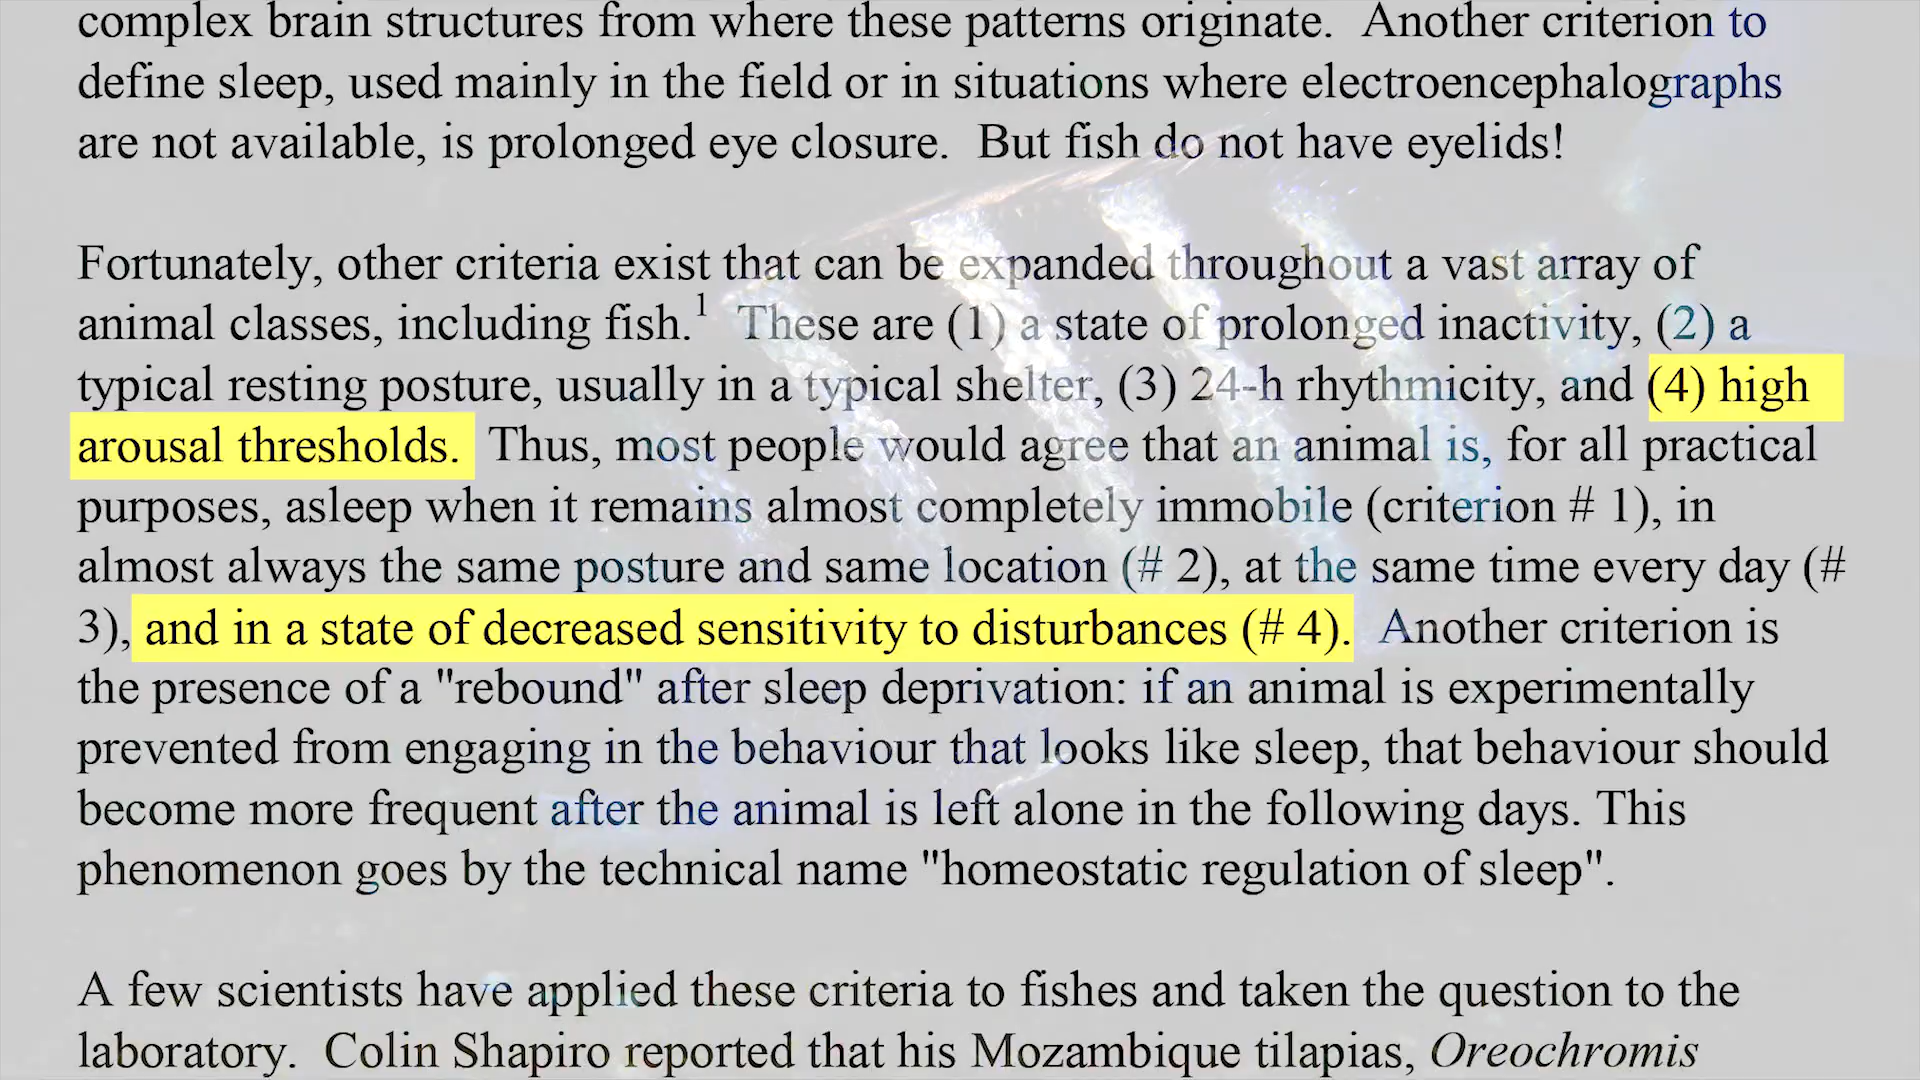 complex brain structures from where these patterns originate.  Another criterion to
define sleep, used mainly in the field or in situations where electroencephalographs
are not available, is prolonged eye closure.  But fish do not have eyelids!
Fortunately, other criteria exist that can be expanded throughout a vast array of
animal classes, including fish.1  These are (1) a state of prolonged inactivity, (2) a
typical resting posture, usually in a typical shelter, (3) 24-h rhythmicity, and (4) high
arousal thresholds.  Thus, most people would agree that an animal is, for all practical
purposes, asleep when it remains almost completely immobile (criterion # 1), in
almost always the same posture and same location (# 2), at the same time every day (#
3), and in a state of decreased sensitivity to disturbances (# 4).  Another criterion is
the presence of a "rebound" after sleep deprivation: if an animal is experimentally
prevented from engaging in the behaviour that looks like sleep, that behaviour should
become more frequent after the animal is left alone in the following days. This
phenomenon goes by the technical name "homeostatic regulation of sleep".
A few scientists have applied these criteria to fishes and taken the question to the
laboratory.  Colin Shapiro reported that his Mozambique tilapias, Oreochromis